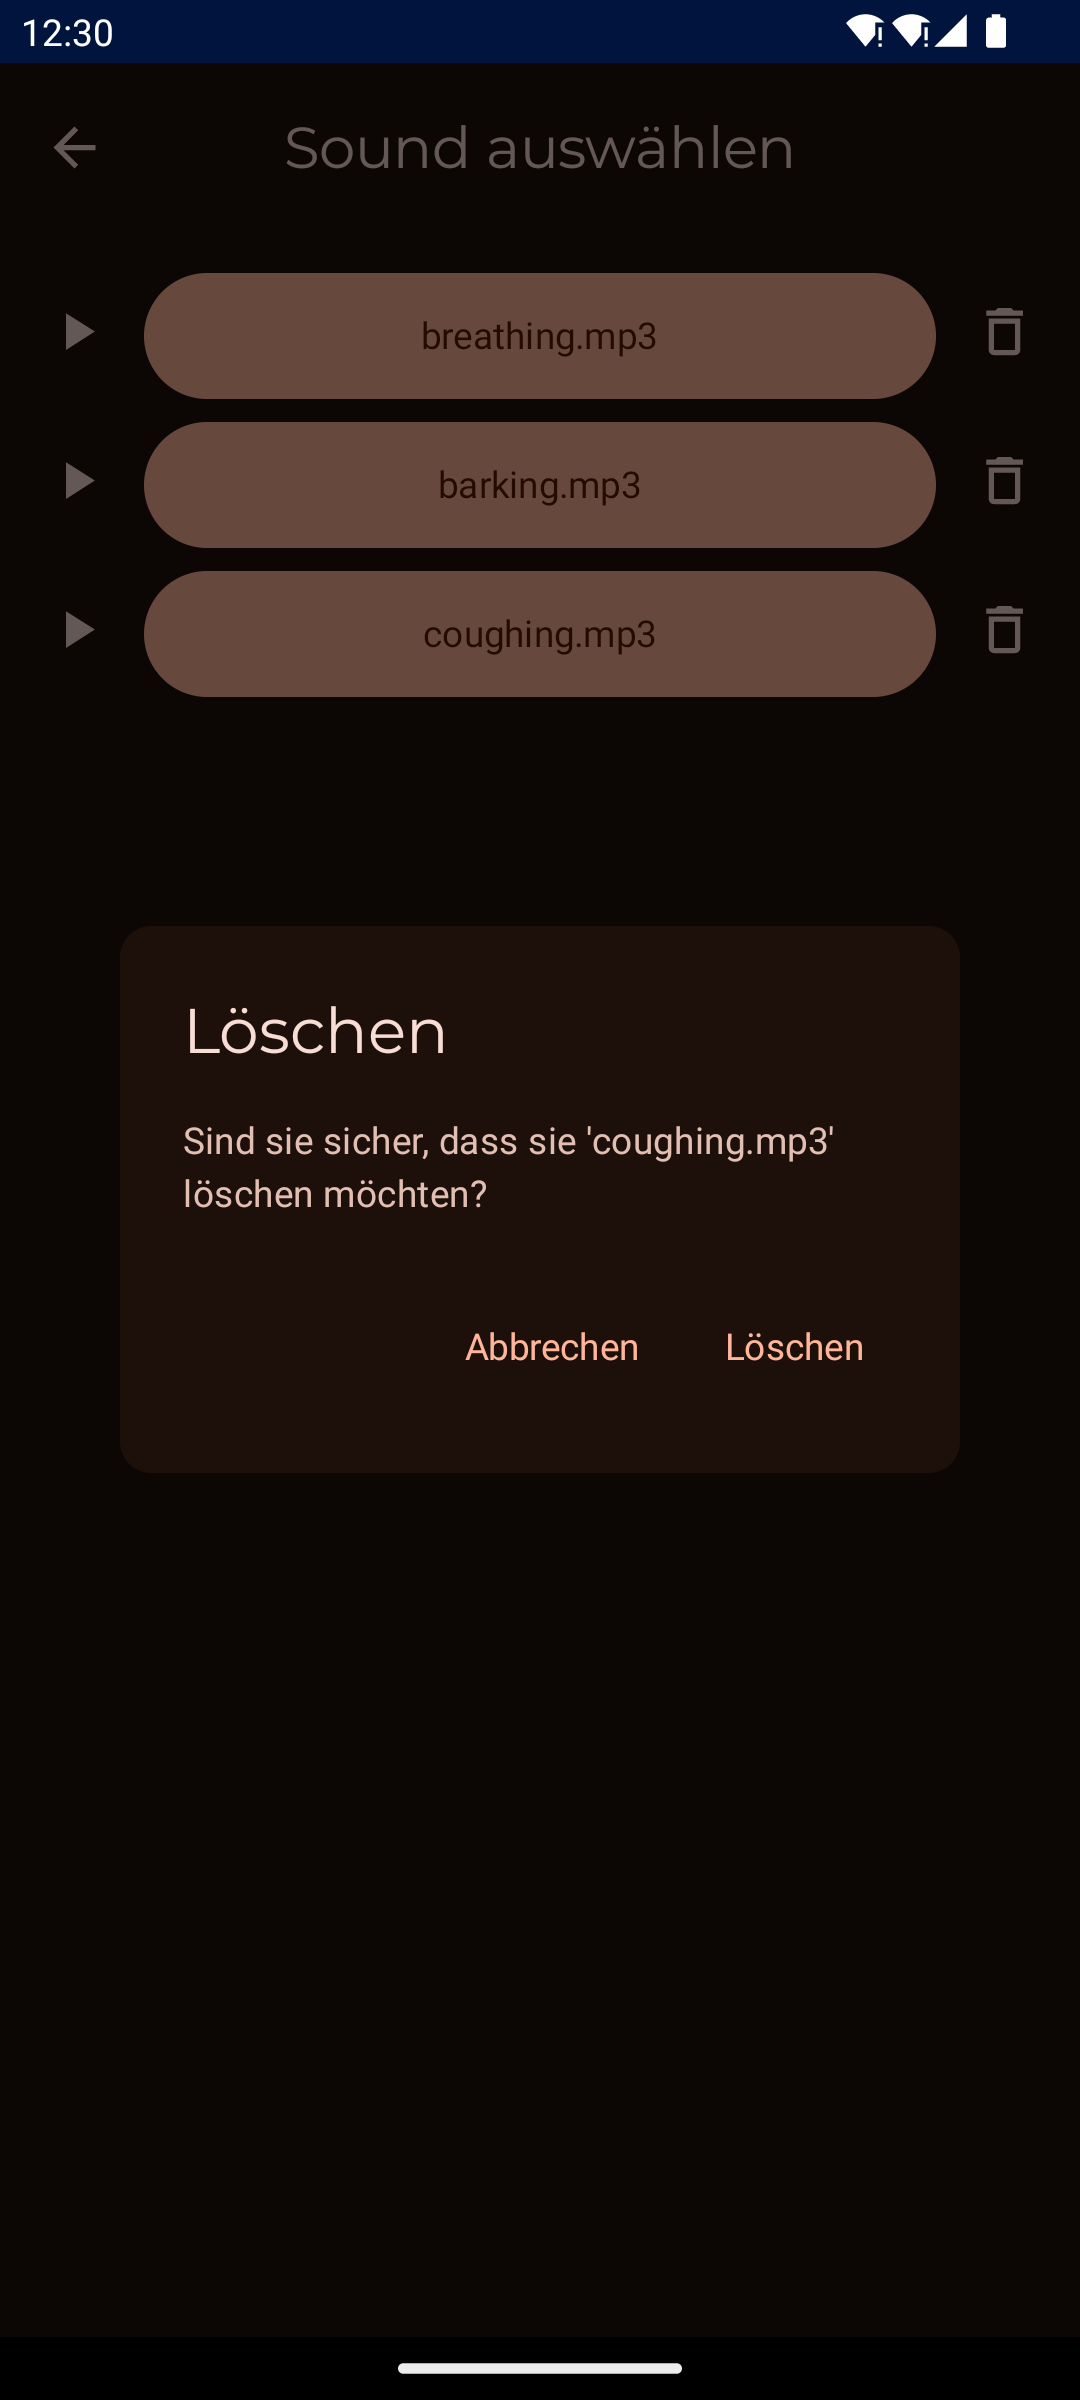 12:30
Sound auswählen
breathing.mp3
barking.mp3
coughing.mp3
Löschen
Sind sie sicher, dass sie 'coughing.mp3'
löschen möchten?
Abbrechen Löschen